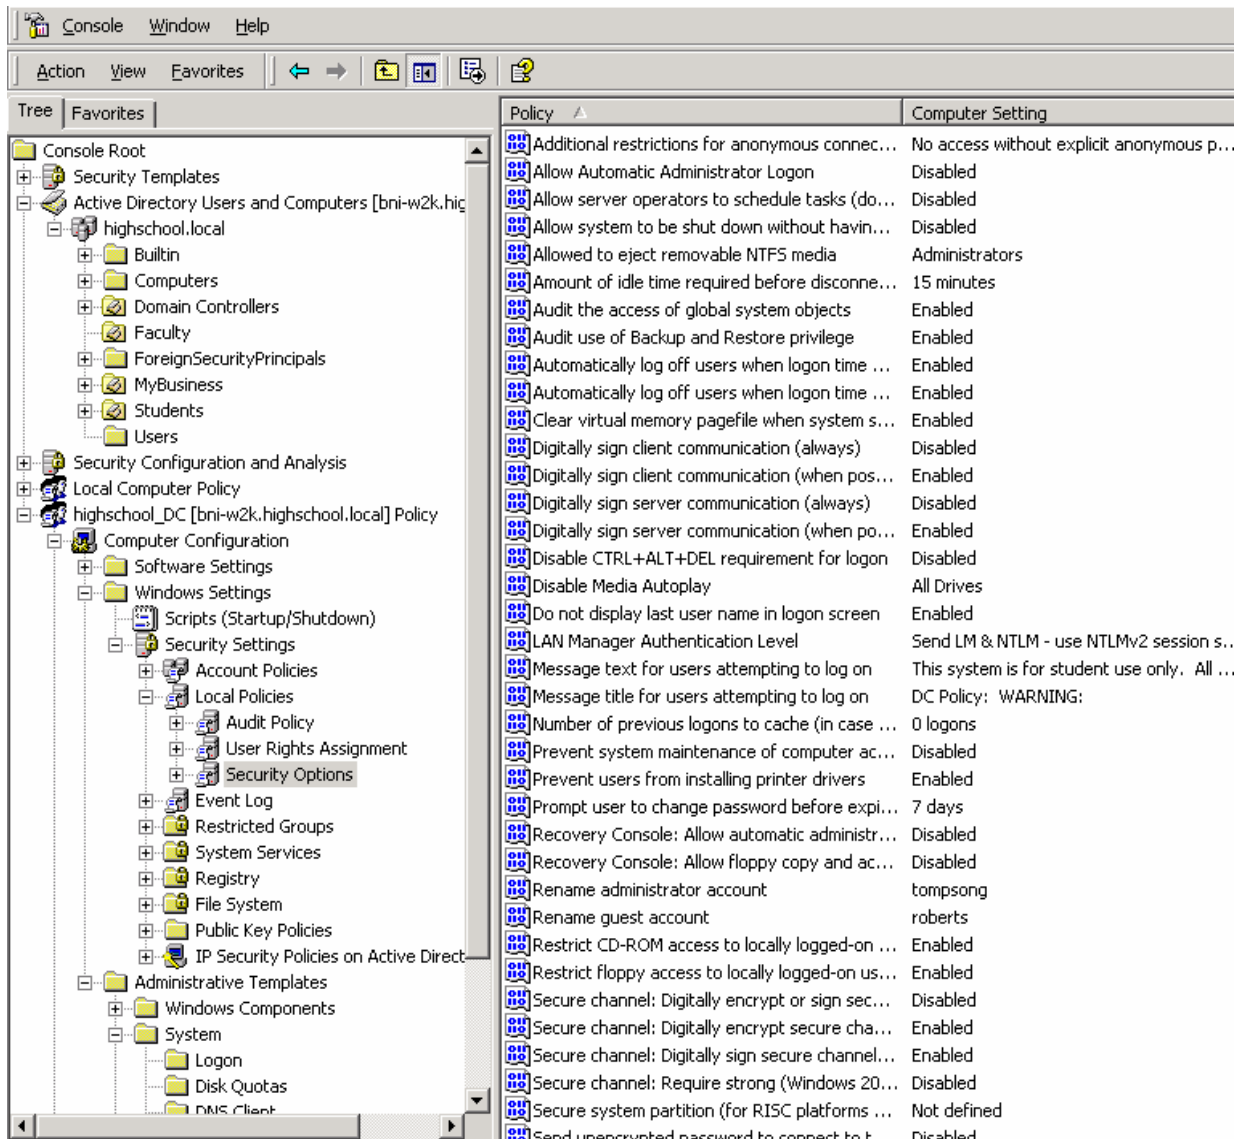 Console Window Help
Action View Favorites
Tree Favorites
Console Root
Security Templates
Active Directory Users and Computers [bni-w2k.hig
highschool.local
Builtin
Computers
Domain Controllers
Faculty
ForeignSecurityPrincipals
MyBusiness
Students
Users
Security Configuration and Analysis
Local Computer Policy
highschool_DC [bni-w2k.highschool.local] Policy
Computer Configuration
Software Settings
Windows Settings
Scripts (Startup/Shutdown)
Security Settings
Account Policies
Local Policies
Audit Policy
User Rights Assignment
Security Options
Event Log
Restricted Groups
System Services
Registry
File System
Public Key Policies
IP Security Policies on Active Direct
Administrative Templates
Windows Components
System
Logon
Disk Quotas
DNS Client
Policy Computer Setting
Additional restrictions for anonymous connec... No access without explicit anonymous p...
Allow Automatic Administrator Logon Disabled
Allow server operators to schedule tasks (do... Disabled
Allow system to be shut down without havin... Disabled
Allowed to eject removable NTFS media Administrators
Amount of idle time required before disconne... 15 minutes
Audit the access of global system objects Enabled
Audit use of Backup and Restore privilege Enabled
Automatically log off users when logon time ... Enabled
Automatically log off users when logon time ... Enabled
Clear virtual memory pagefile when system s... Enabled
Digitally sign client communication (always) Disabled
Digitally sign client communication (when pos... Enabled
Digitally sign server communication (always) Disabled
Digitally sign server communication (when po... Enabled
Disable CTRL+ALT+DEL requirement for logon Disabled
Disable Media Autoplay All Drives
Do not display last user name in logon screen Enabled
LAN Manager Authentication Level Send LM & NTLM - use NTLMv2 session s...
Message text for users attempting to log on This system is for student use only. All ...
Message title for users attempting to log on DC Policy: WARNING:
Number of previous logons to cache (in case ... 0 logons
Prevent system maintenance of computer ac... Disabled
Prevent users from installing printer drivers Enabled
Prompt user to change password before expi... 7 days
Recovery Console: Allow automatic administr... Disabled
Recovery Console: Allow floppy copy and ac... Disabled
Rename administrator account tompsong
Rename guest account roberts
Restrict CD-ROM access to locally logged-on ... Enabled
Restrict floppy access to locally logged-on us... Enabled
Secure channel: Digitally encrypt or sign sec... Disabled
Secure channel: Digitally encrypt secure cha... Enabled
Secure channel: Digitally sign secure channel... Enabled
Secure channel: Require strong (Windows 20... Disabled
Secure system partition (for RISC platforms ... Not defined
Send unencrypted password to connect to t... Disabled